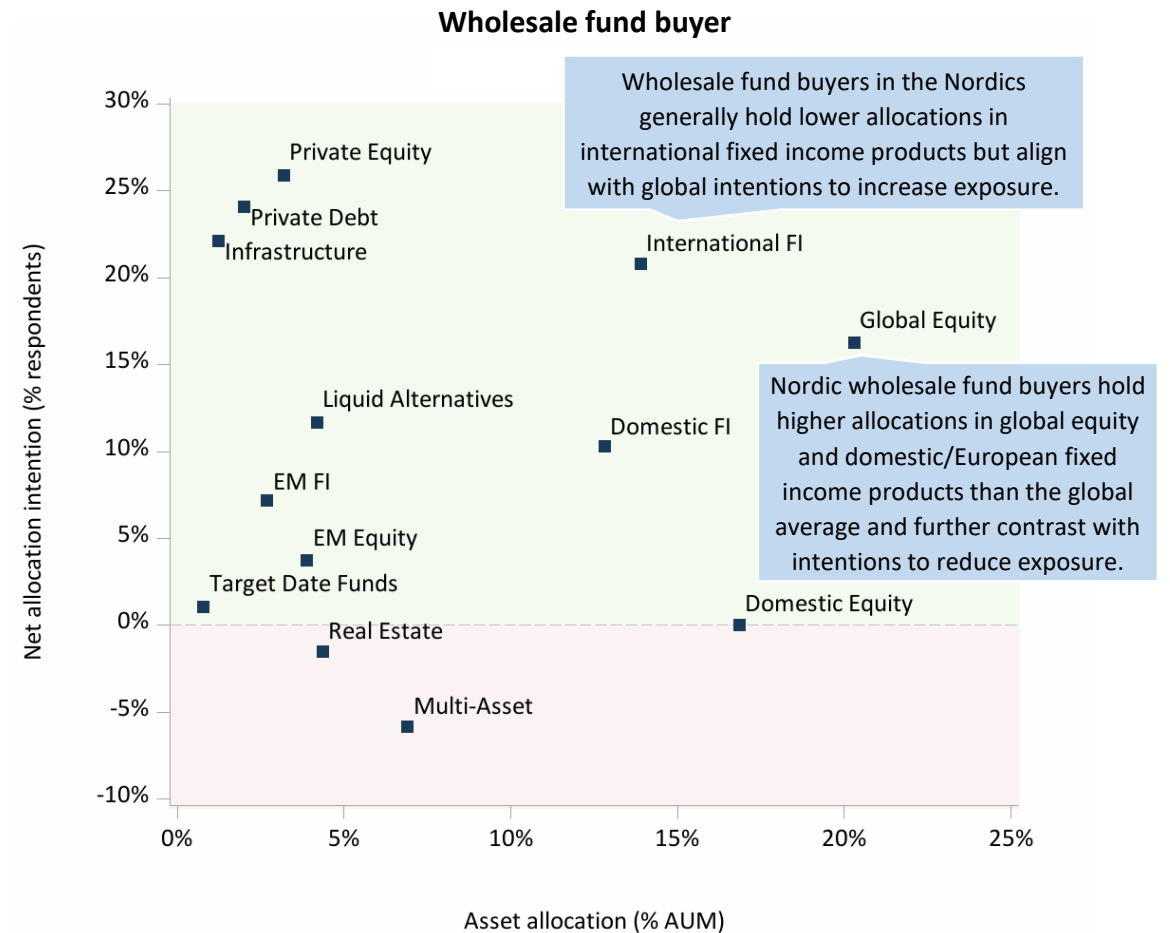 Wholesale fund buyer
Wholesale fund buyers in the Nordics
generally hold lower allocations in
international fixed income products but align
with global intentions to increase exposure.
30%
Private Equity
25%
Private Debt
Infrastructure
International FI
20%
Global Equity
15%
Nordic wholesale fund buyers hold
higher allocations in global equity
and domestic/European fixed
income products than the global
average and further contrast with
intentions to reduce exposure.
Liquid Alternatives
Domestic FI
10%
EM FI
5%
EM Equity
Target Date Funds
Domestic Equity
0%
Real Estate
-5%
Multi-Asset
-10%
0%
5%
10%
15%
20%
25%
Net allocation intention (% respondents)
Asset allocation (% AUM)